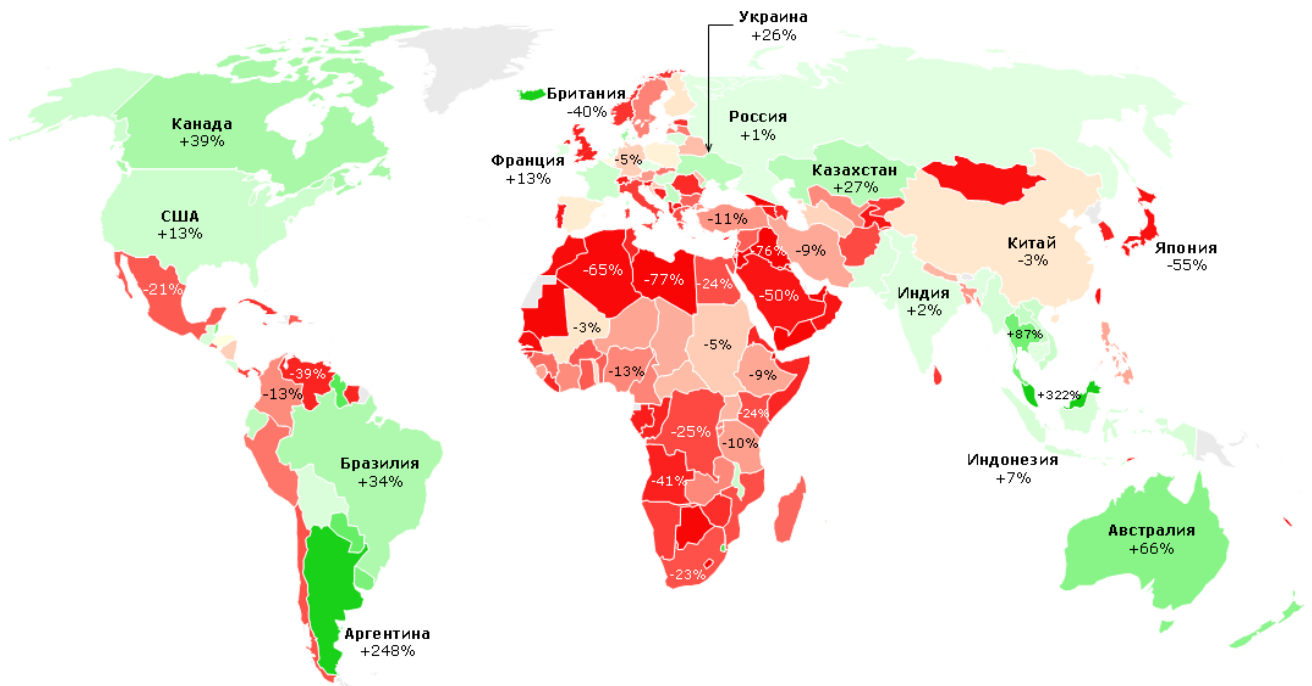 Украина
+26%
Британия
-40%
Канада
+39%
Россия
+1%
Франция
+13%
-5%
Казахстан
+27%
США
+13%
-11%
Китай
-3%
Япония
-55%
-76%
-9%
-65%
-77%
-24%
-21%
-50%
Индия
+2%
-3%
+87%
-5%
-39%
-13%
-13%
-9%
+322%
-24%
-25%
-10%
Бразилия
+34%
Индонезия
+7%
-41%
Австралия
+66%
-23%
Аргентина
+248%